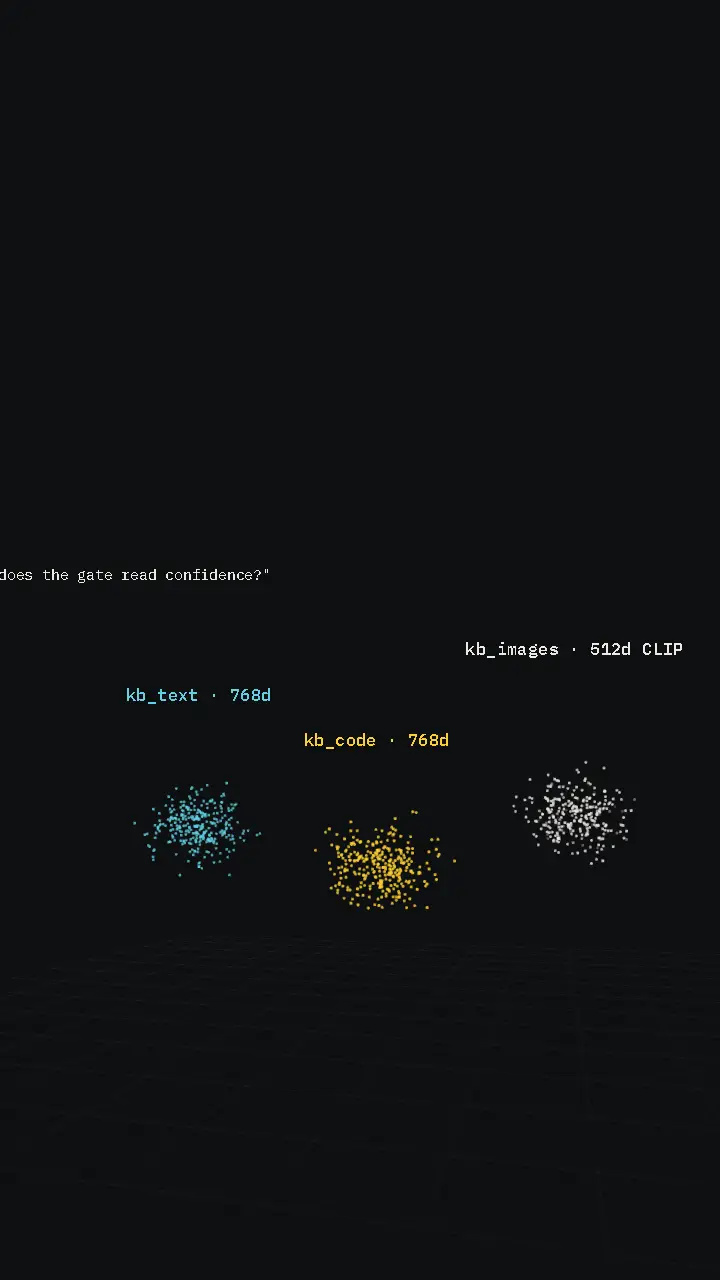 does the gate read confidence?"
kb_images · 512d CLIP
kb_text · 768d
kb_code · 768d